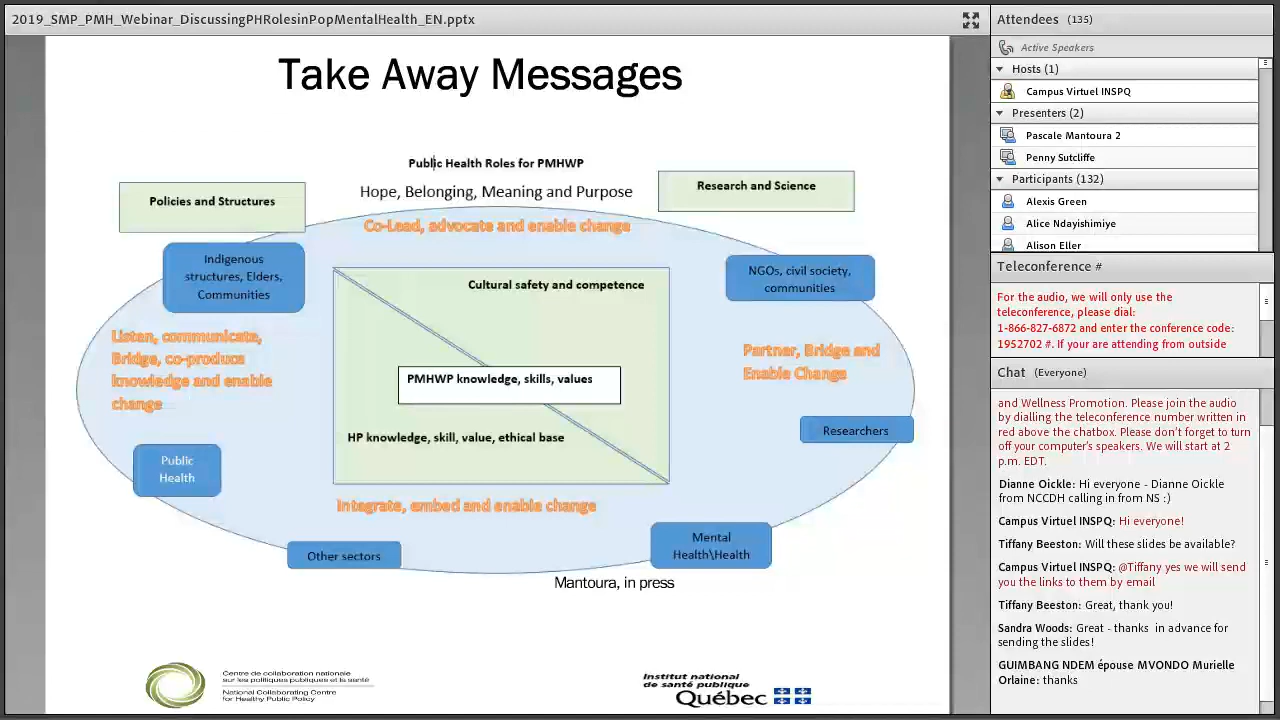 2019_SMP_PMH_Webinar_DiscussingPHRolesinPopMentalHealth_EN.pptx
Take Away Messages
Public Health Roles for PMHWP
Hope, Belonging, Meaning and Purpose
Policies and Structures
Research and Science
Co-Lead, advocate and enable change
Indigenous
structures, Elders,
Communities
NGOs, civil society,
communities
Cultural safety and competence
Listen, communicate,
Bridge, co-produce
knowledge and enable
change
Partner, Bridge and
Enable Change
PMHWP knowledge, skills, values
HP knowledge, skill, value, ethical base
Researchers
Public
Health
Integrate, embed and enable change
Other sectors
Mental
Health\Health
Mantoura, in press
Centre de collaboration nationale
sur les politiques publiques et la santé
National Collaborating Centre
for Healthy Public Policy
Institut national
de santé publique
Québec
Attendees (135)
Active Speakers
Hosts (1)
Campus Virtuel INSPQ
Presenters (2)
Pascale Mantoura 2
Penny Sutcliffe
Participants (132)
Alexis Green
Alice Ndayishimiye
Alison Eller
Teleconference #
For the audio, we will only use the
teleconference, please dial:
1-866-827-6872 and enter the conference code:
1952702 #. If your are attending from outside
Chat (Everyone)
and Wellness Promotion. Please join the audio
by dialling the teleconference number written in
red above the chatbox. Please don't forget to turn
off your computer's speakers. We will start at 2
p.m. EDT.
Dianne Oickle: Hi everyone - Dianne Oickle
from NCCDH calling in from NS :)
Campus Virtuel INSPQ: Hi everyone!
Tiffany Beeston: Will these slides be available?
Campus Virtuel INSPQ: @Tiffany yes we will send
you the links to them by email
Tiffany Beeston: Great, thank you!
Sandra Woods: Great - thanks in advance for
sending the slides!
GUIMBANG NDEM épouse MVONDO Murielle
Orlaine: thanks